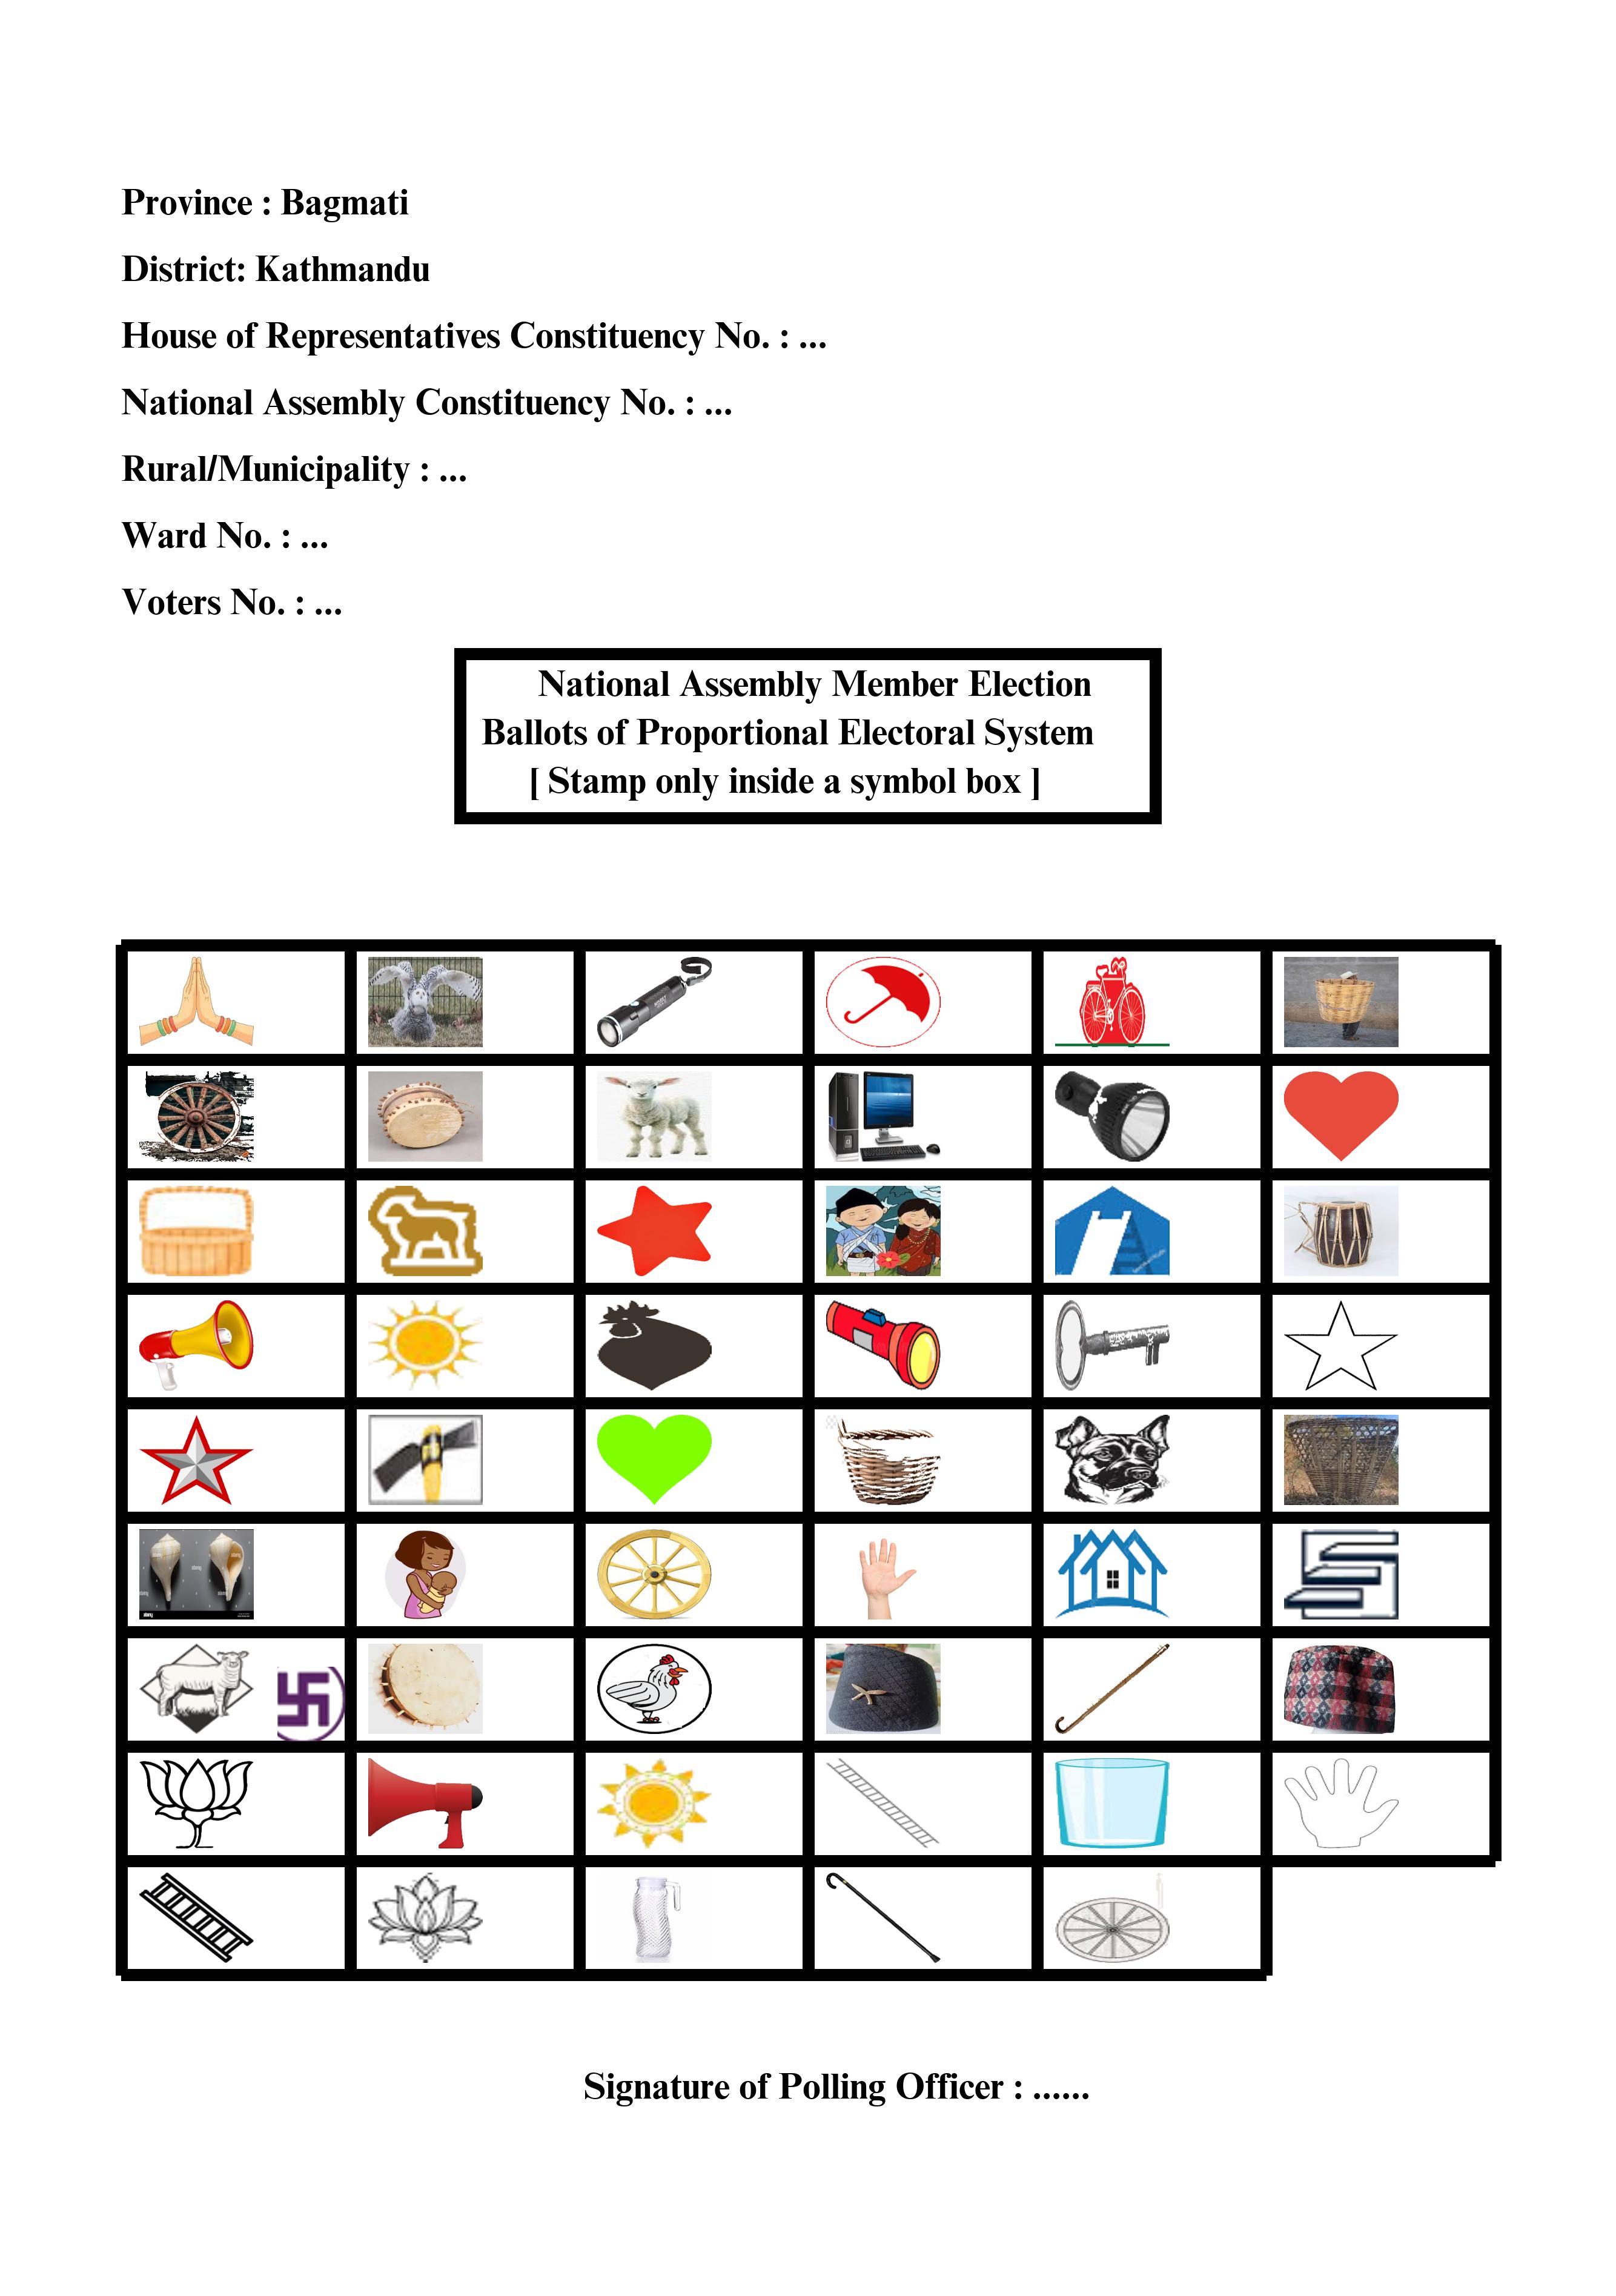 Province : Bagmati
District: Kathmandu
House of Representatives Constituency No. : ...
National Assembly Constituency No. : ...
Rural/Municipality : ...
Ward No. : ...
Voters No. : ...
National Assembly Member Election
Ballots of Proportional Electoral System
[ Stamp only inside a symbol box ]
Signature of Polling Officer : ......